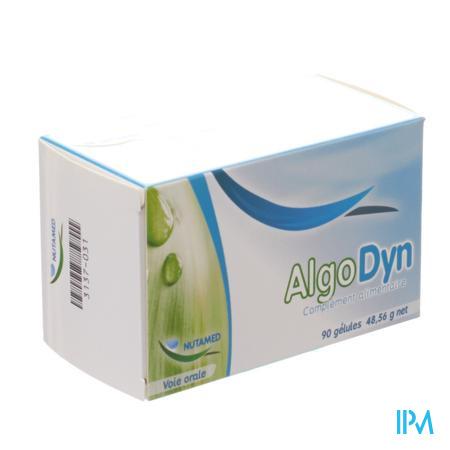 AlgoDyn
Complément alimentaire
90 gélules 48,56 g net
NUTAMED
Voie orale
NUTAMED
3137-031
IPM